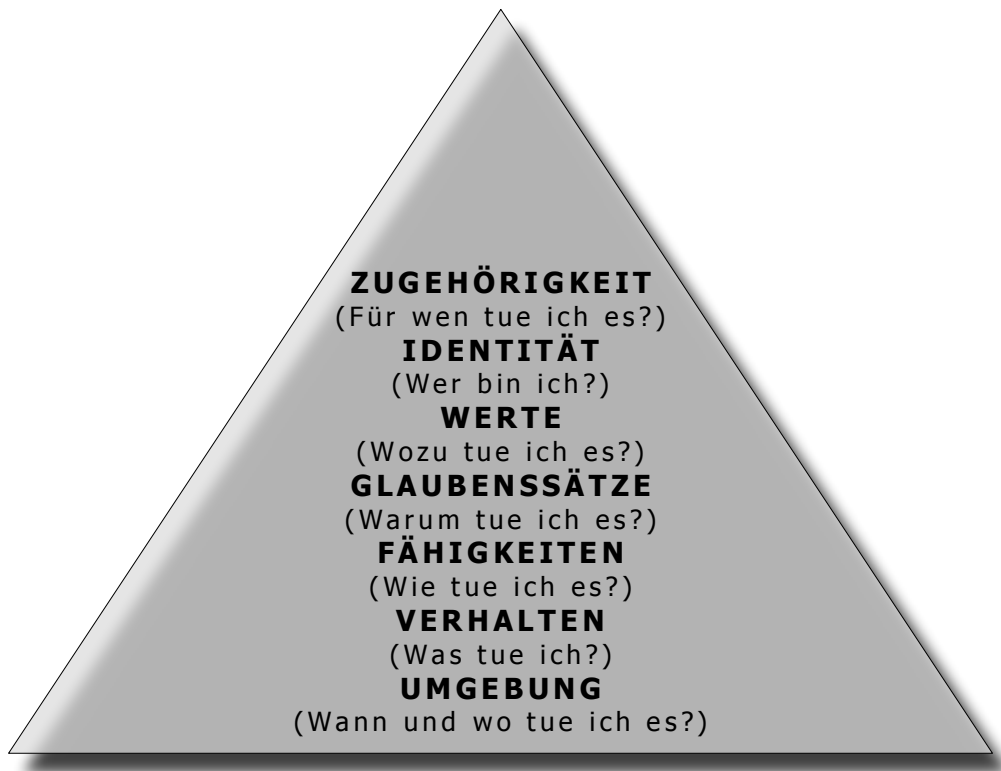 ZUGEHÖRIGKEIT
(Für wen tue ich es?)
IDENTITÄT
(Wer bin ich?)
WERTE
(Wozu tue ich es?)
GLAUBENSSÄTZE
(Warum tue ich es?)
FÄHIGKEITEN
(Wie tue ich es?)
VERHALTEN
(Was tue ich?)
UMGEBUNG
(Wann und wo tue ich es?)